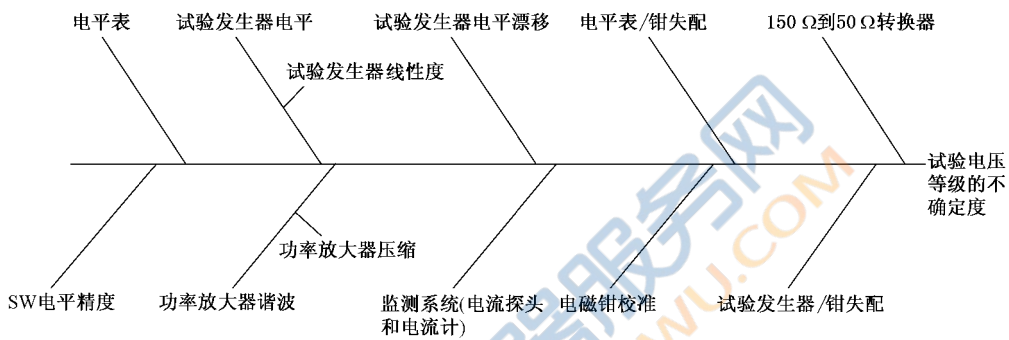 电平表
试验发生器电平
试验发生器电平漂移
电平表/钳失配
150 Ω到50 Ω转换器
试验发生器线性度
试验电压
等级的不
确定度
功率放大器压缩
SW电平精度
功率放大器谐波
监测系统(电流探头
和电流计)
电磁钳校准
试验发生器/钳失配
服务网
WU.COM